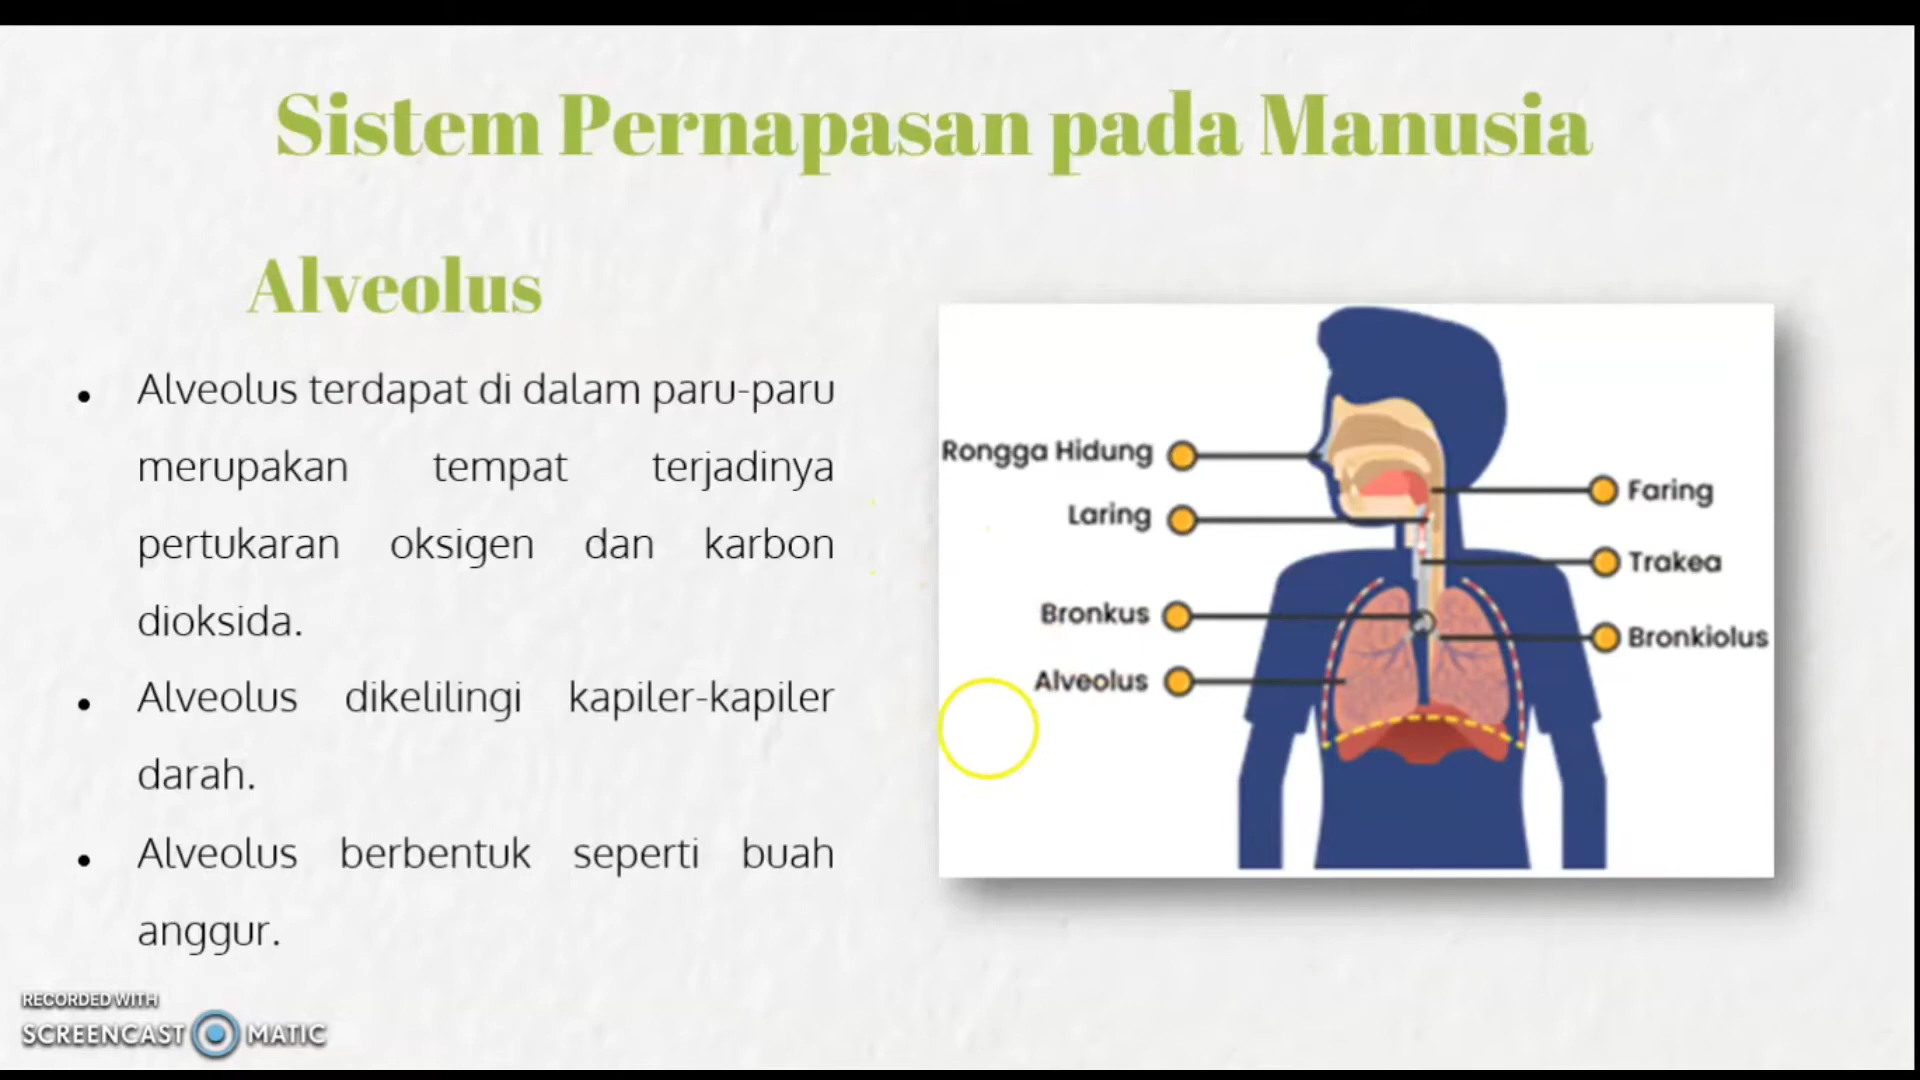 Sistem Pernapasan pada Manusia
Alveolus
• Alveolus terdapat di dalam paru-paru
merupakan tempat terjadinya
pertukaran oksigen dan karbon
dioksida.
• Alveolus dikelilingi kapiler-kapiler
darah.
• Alveolus berbentuk seperti buah
anggur.
Rongga Hidung
Laring
Bronkus
Alveolus
Faring
Trakea
Bronkiolus
RECORDED WITH
SCREENCAST MATIC